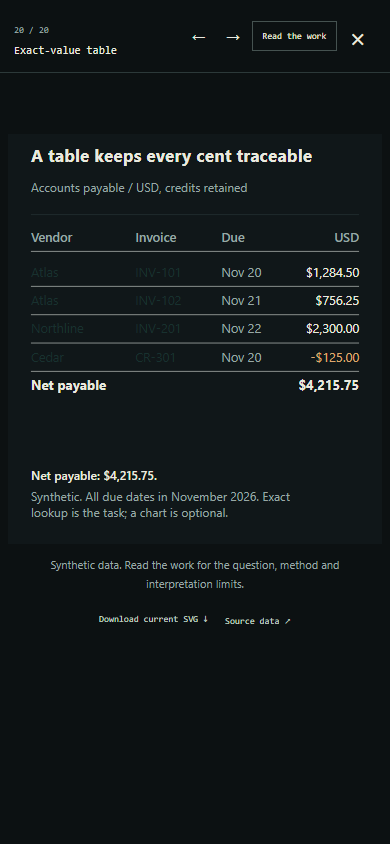 20 / 20
Exact-value table
← → Read the work ×
A table keeps every cent traceable
Accounts payable / USD, credits retained
Vendor Invoice Due USD
Atlas INV-101 Nov 20 $1,284.50
Atlas INV-102 Nov 21 $756.25
Northline INV-201 Nov 22 $2,300.00
Cedar CR-301 Nov 20 -$125.00
Net payable $4,215.75
Net payable: $4,215.75.
Synthetic. All due dates in November 2026. Exact
lookup is the task; a chart is optional.
Synthetic data. Read the work for the question, method and
interpretation limits.
Download current SVG ↓ Source data ↗